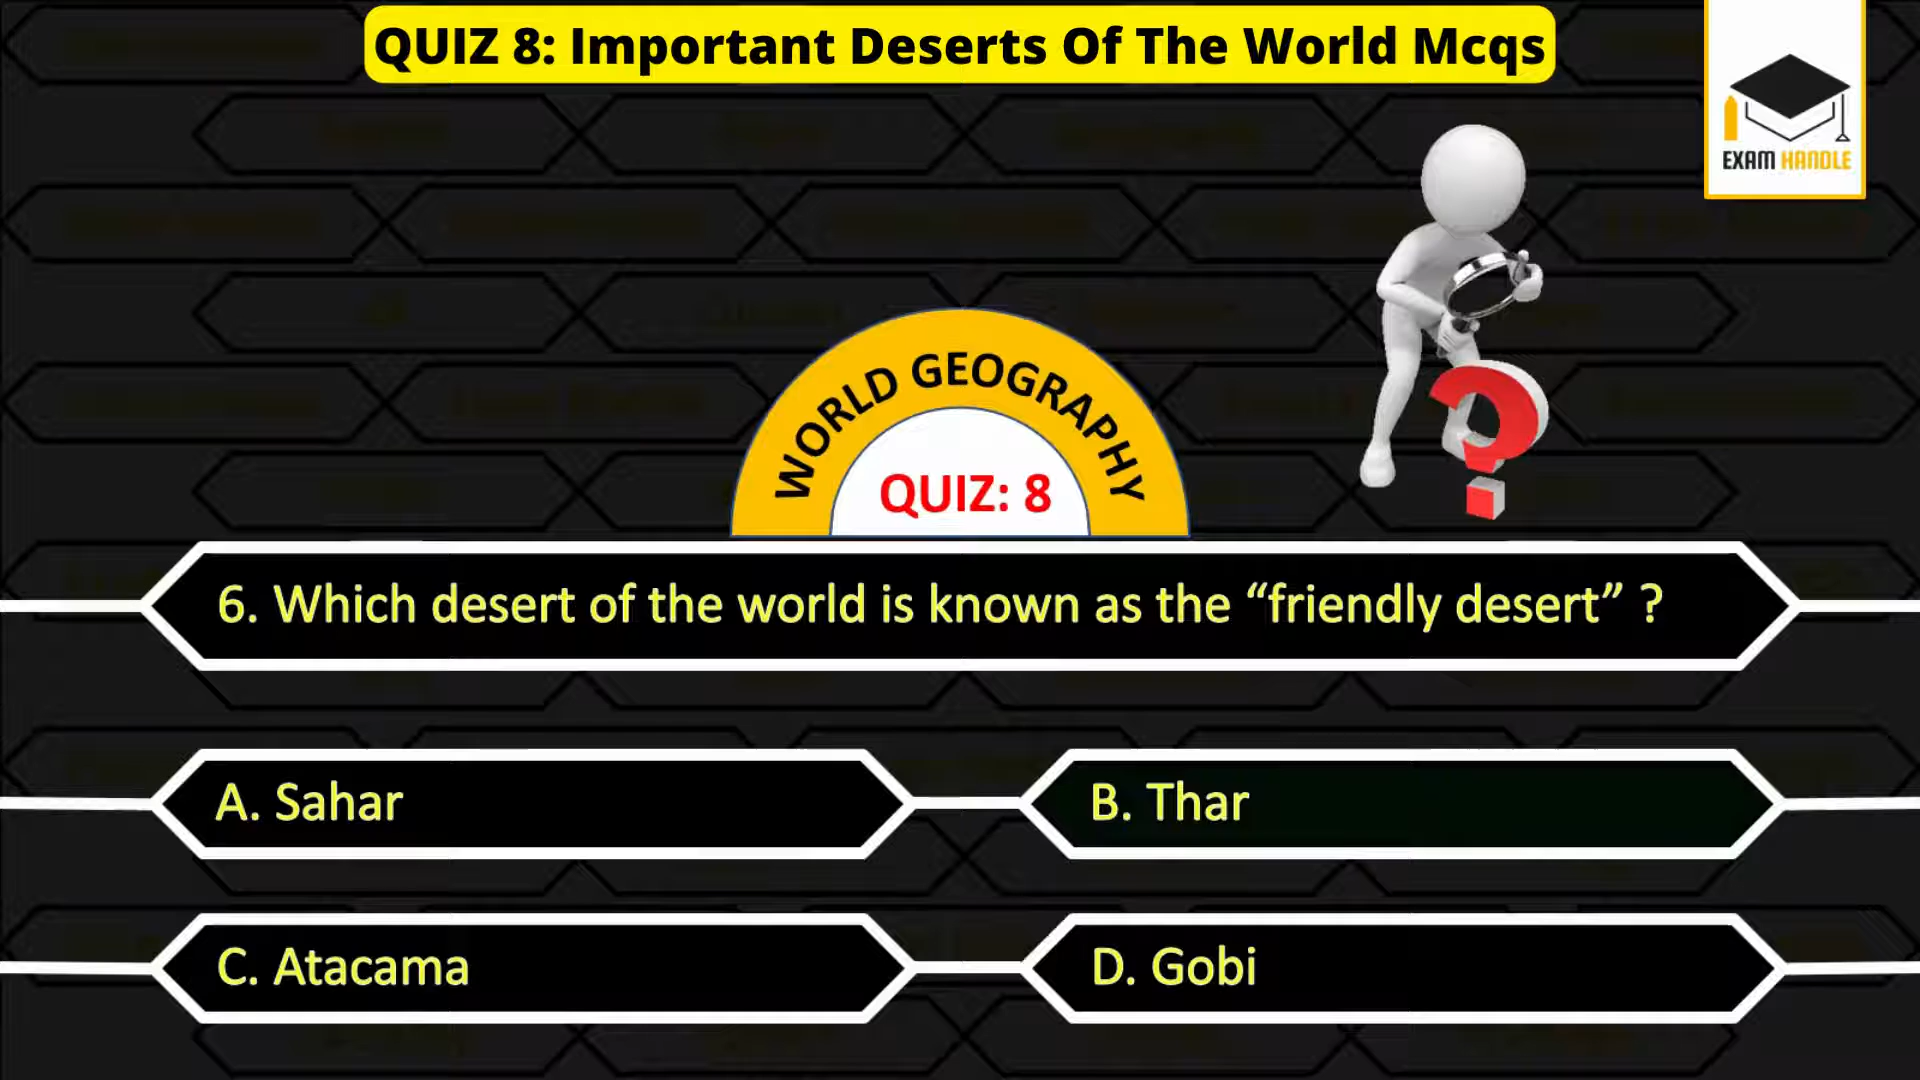 QUIZ 8: Important Deserts Of The World Mcqs
EXAM HANDLE
WORLD GEOGRAPHY
QUIZ: 8
6. Which desert of the world is known as the “friendly desert” ?
A. Sahar
B. Thar
C. Atacama
D. Gobi